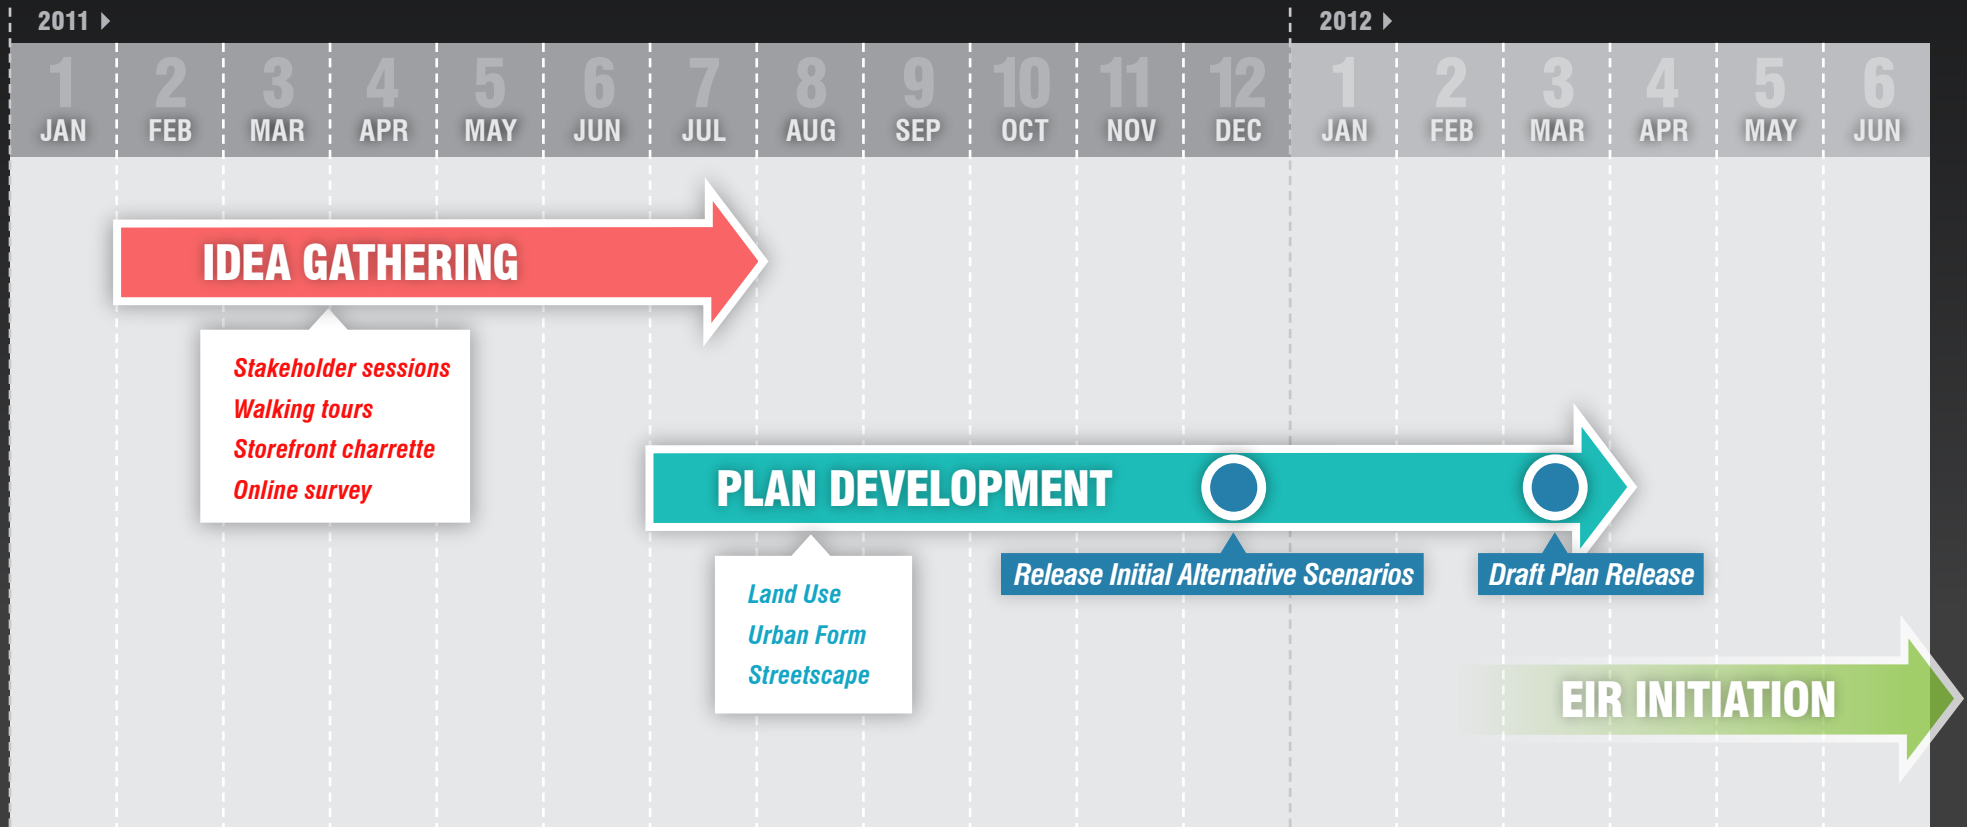 2011
2012
1 2 3 4 5 6 7 8 9 10 11 12 1 2 3 4 5 6
JAN FEB MAR APR MAY JUN JUL AUG SEP OCT NOV DEC JAN FEB MAR APR MAY JUN
IDEA GATHERING
Stakeholder sessions
Walking tours
Storefront charrette
Online survey
PLAN DEVELOPMENT
Land Use
Urban Form
Streetscape
Release Initial Alternative Scenarios
Draft Plan Release
EIR INITIATION